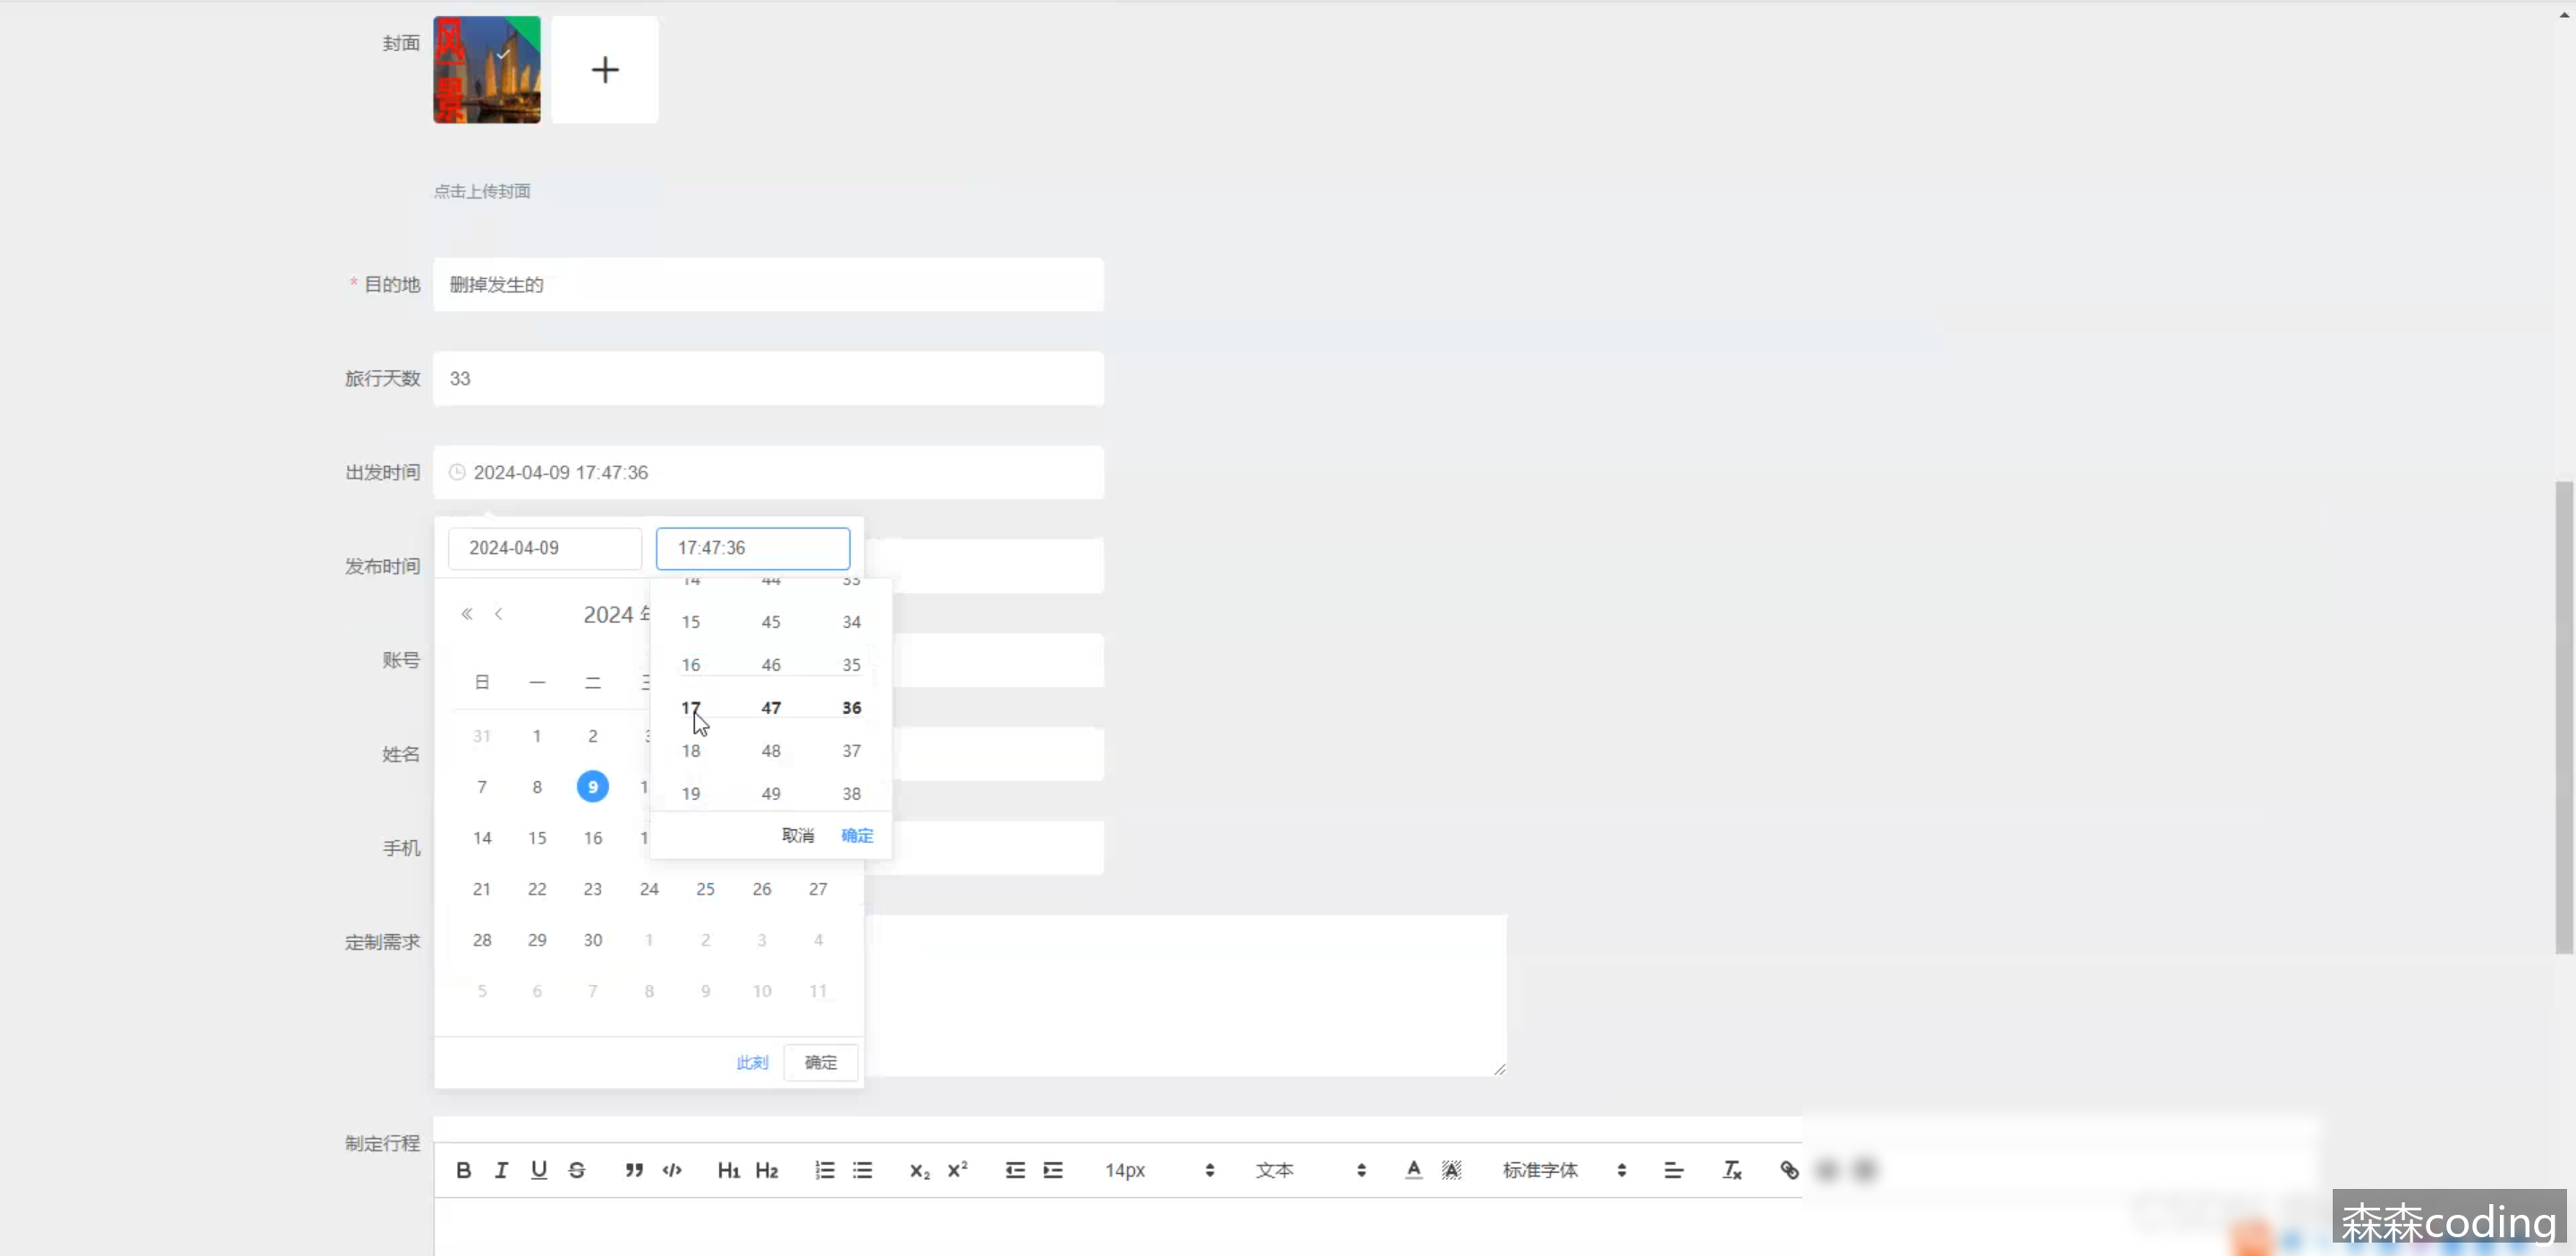 封面
风景
点击上传封面
* 目的地 删掉发生的
旅行天数 33
出发时间 2024-04-09 17:47:36
2024-04-09 17:47:36
发布时间
14 44 33
2024 年
15 45 34
账号
16 46 35
日 一 二 三
17 47 36
31 1 2 3
姓名
18 48 37
7 8 9 1
19 49 38
手机
取消 确定
14 15 16 1
21 22 23 24 25 26 27
定制需求
28 29 30 1 2 3 4
5 6 7 8 9 10 11
此刻 确定
制定行程
B I U S H1 H2 x₂ x² 14px 文本 A A 标准字体 Tx
森森coding